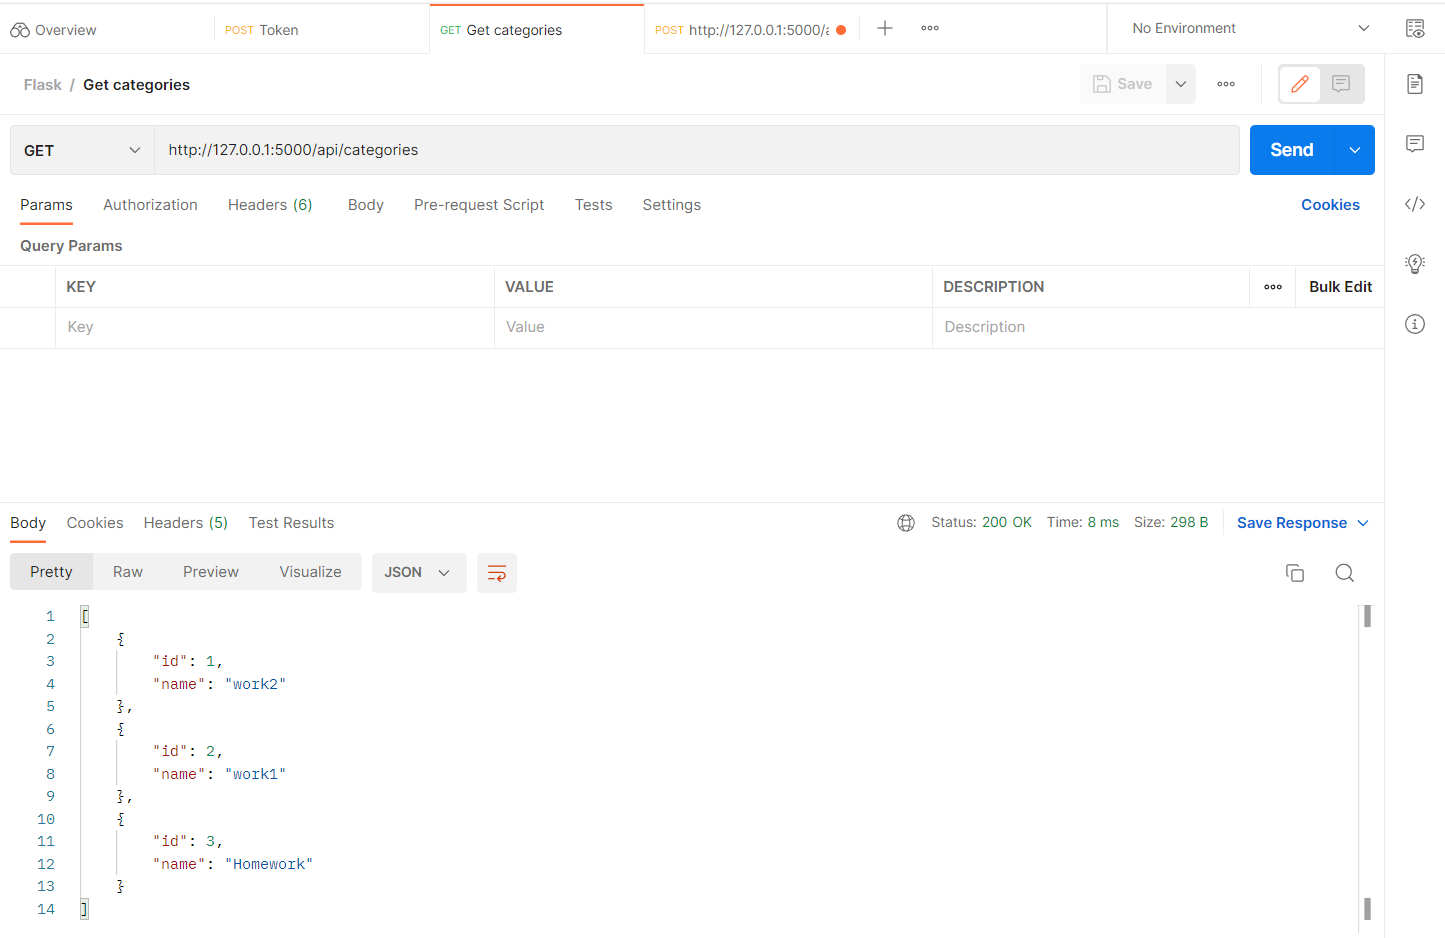 Overview
POST Token
GET Get categories
POST http://127.0.0.1:5000/a
No Environment
Flask / Get categories
Save
GET
http://127.0.0.1:5000/api/categories
Send
Params Authorization Headers (6) Body Pre-request Script Tests Settings Cookies
Query Params
KEY VALUE DESCRIPTION Bulk Edit
Key Value Description
Body Cookies Headers (5) Test Results Status: 200 OK Time: 8 ms Size: 298 B Save Response
Pretty Raw Preview Visualize JSON
1 [
2 {
3 "id": 1,
4 "name": "work2"
5 },
6 {
7 "id": 2,
8 "name": "work1"
9 },
10 {
11 "id": 3,
12 "name": "Homework"
13 }
14 ]